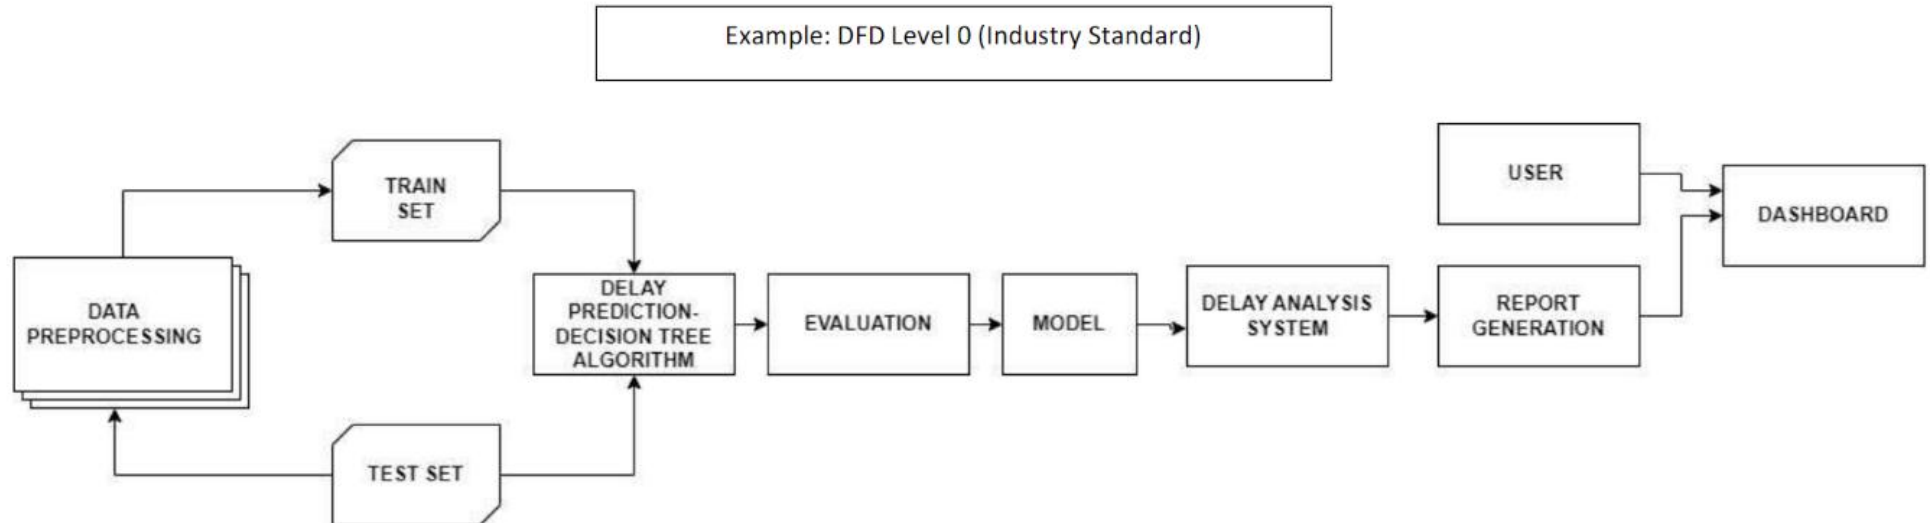 Example: DFD Level 0 (Industry Standard)
TRAIN
SET
DATA
PREPROCESSING
TEST SET
DELAY
PREDICTION-
DECISION TREE
ALGORITHM
EVALUATION
MODEL
DELAY ANALYSIS
SYSTEM
USER
REPORT
GENERATION
DASHBOARD